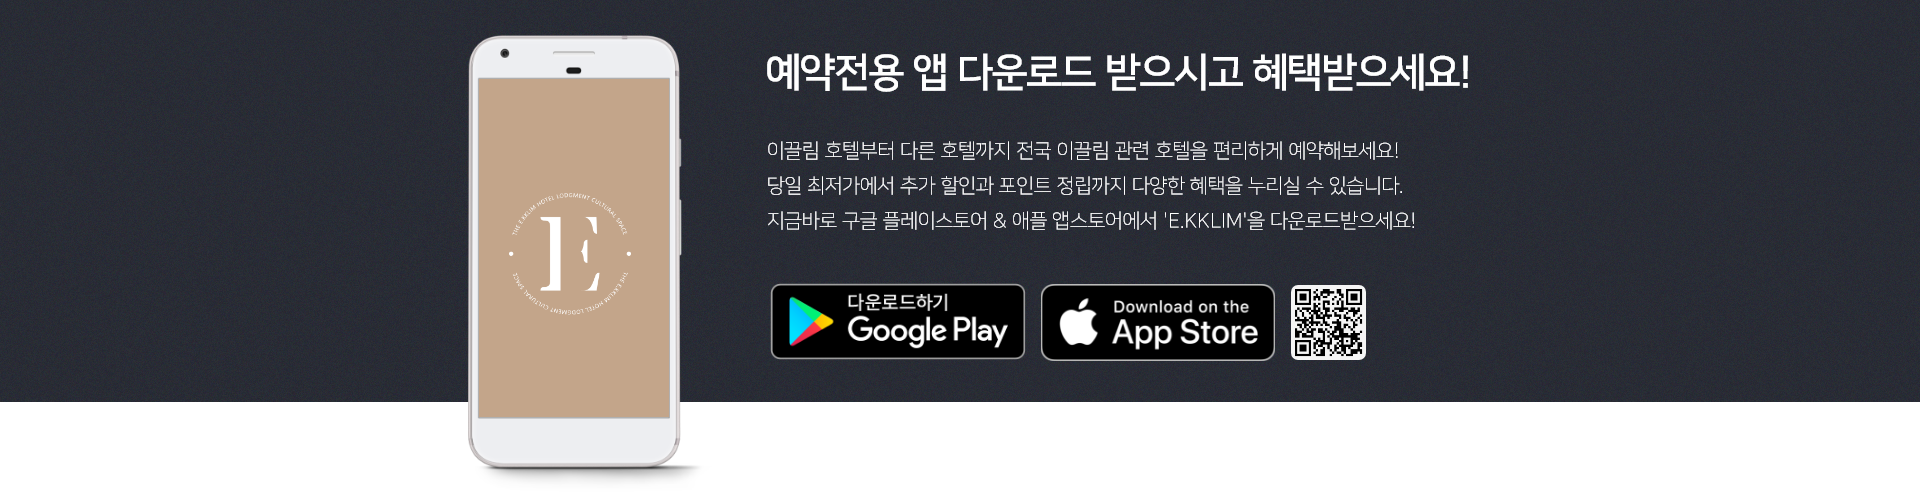 예약전용 앱 다운로드 받으시고 혜택받으세요!
이끌림 호텔부터 다른 호텔까지 전국 이끌림 관련 호텔을 편리하게 예약해보세요!
당일 최저가에서 추가 할인과 포인트 정립까지 다양한 혜택을 누리실 수 있습니다.
지금바로 구글 플레이스토어 & 애플 앱스토어에서 'E.KKLIM'을 다운로드받으세요!
THE E.KKLIM HOTEL LODGMENT CULTURAL SPACE
E
THE E.KKLIM HOTEL LODGMENT CULTURAL SPACE
다운로드하기
Google Play
Download on the
App Store